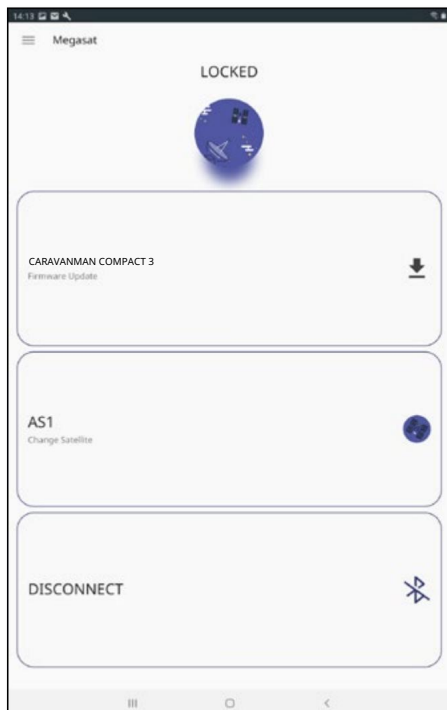 14:13
Megasat
LOCKED
CARAVANMAN COMPACT 3
Firmware Update
AS1
Change Satellite
DISCONNECT